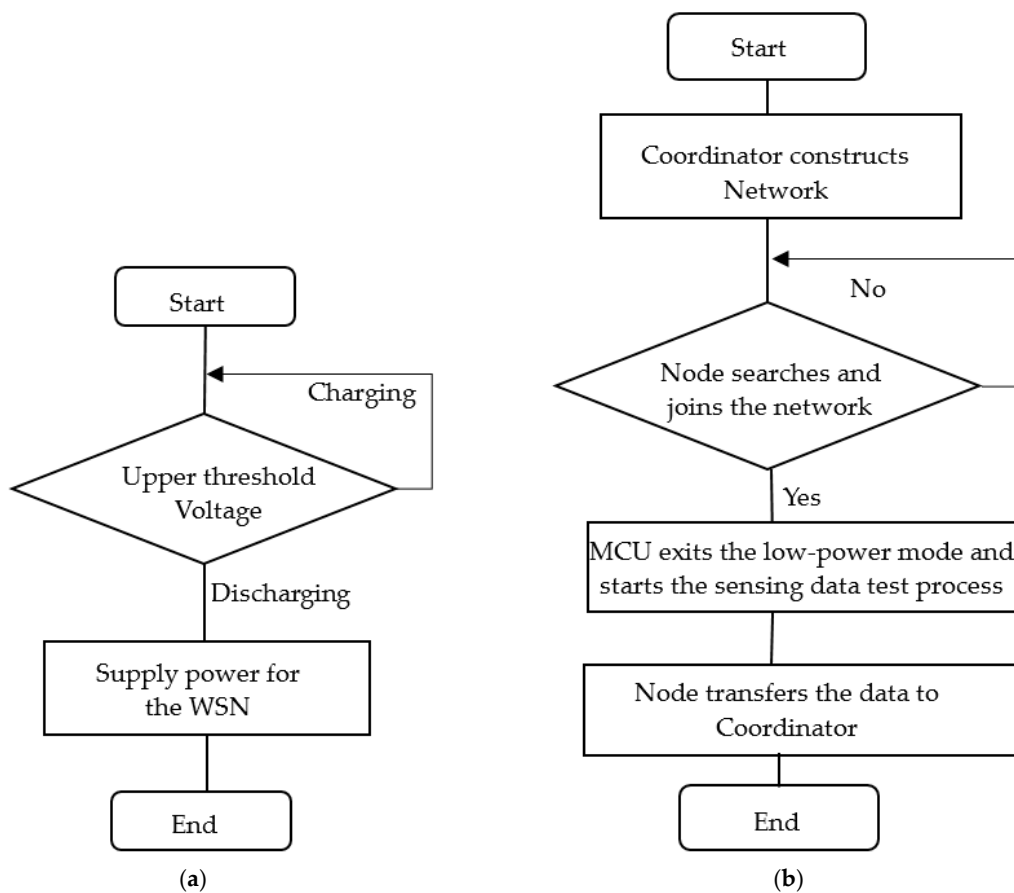 Start
Charging
Upper threshold
Voltage
Discharging
Supply power for
the WSN
End
(a)
Start
Coordinator constructs
Network
No
Node searches and
joins the network
Yes
MCU exits the low-power mode and
starts the sensing data test process
Node transfers the data to
Coordinator
End
(b)